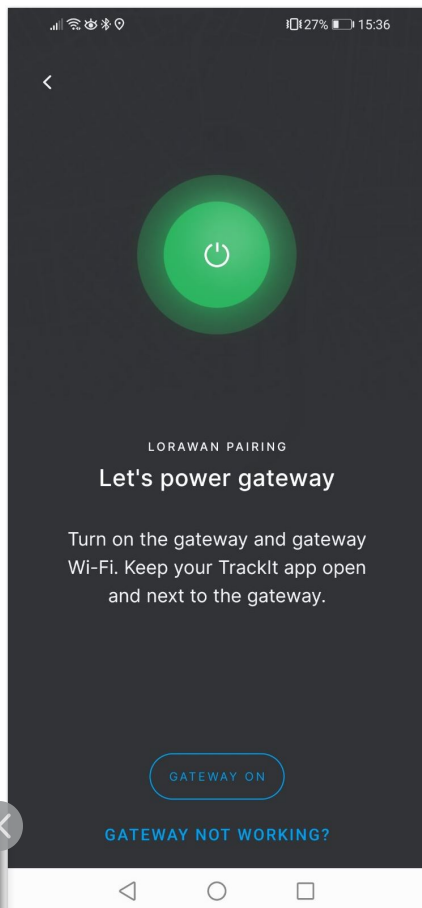 27% 15:36
LORAWAN PAIRING
Let's power gateway
Turn on the gateway and gateway
Wi-Fi. Keep your TrackIt app open
and next to the gateway.
GATEWAY ON
GATEWAY NOT WORKING?